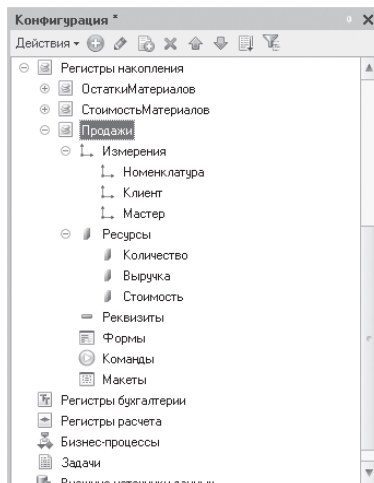 Конфигурация *
Действия
Регистры накопления
ОстаткиМатериалов
СтоимостьМатериалов
Продажи
Измерения
Номенклатура
Клиент
Мастер
Ресурсы
Количество
Выручка
Стоимость
Реквизиты
Формы
Команды
Макеты
Регистры бухгалтерии
Регистры расчета
Бизнес-процессы
Задачи